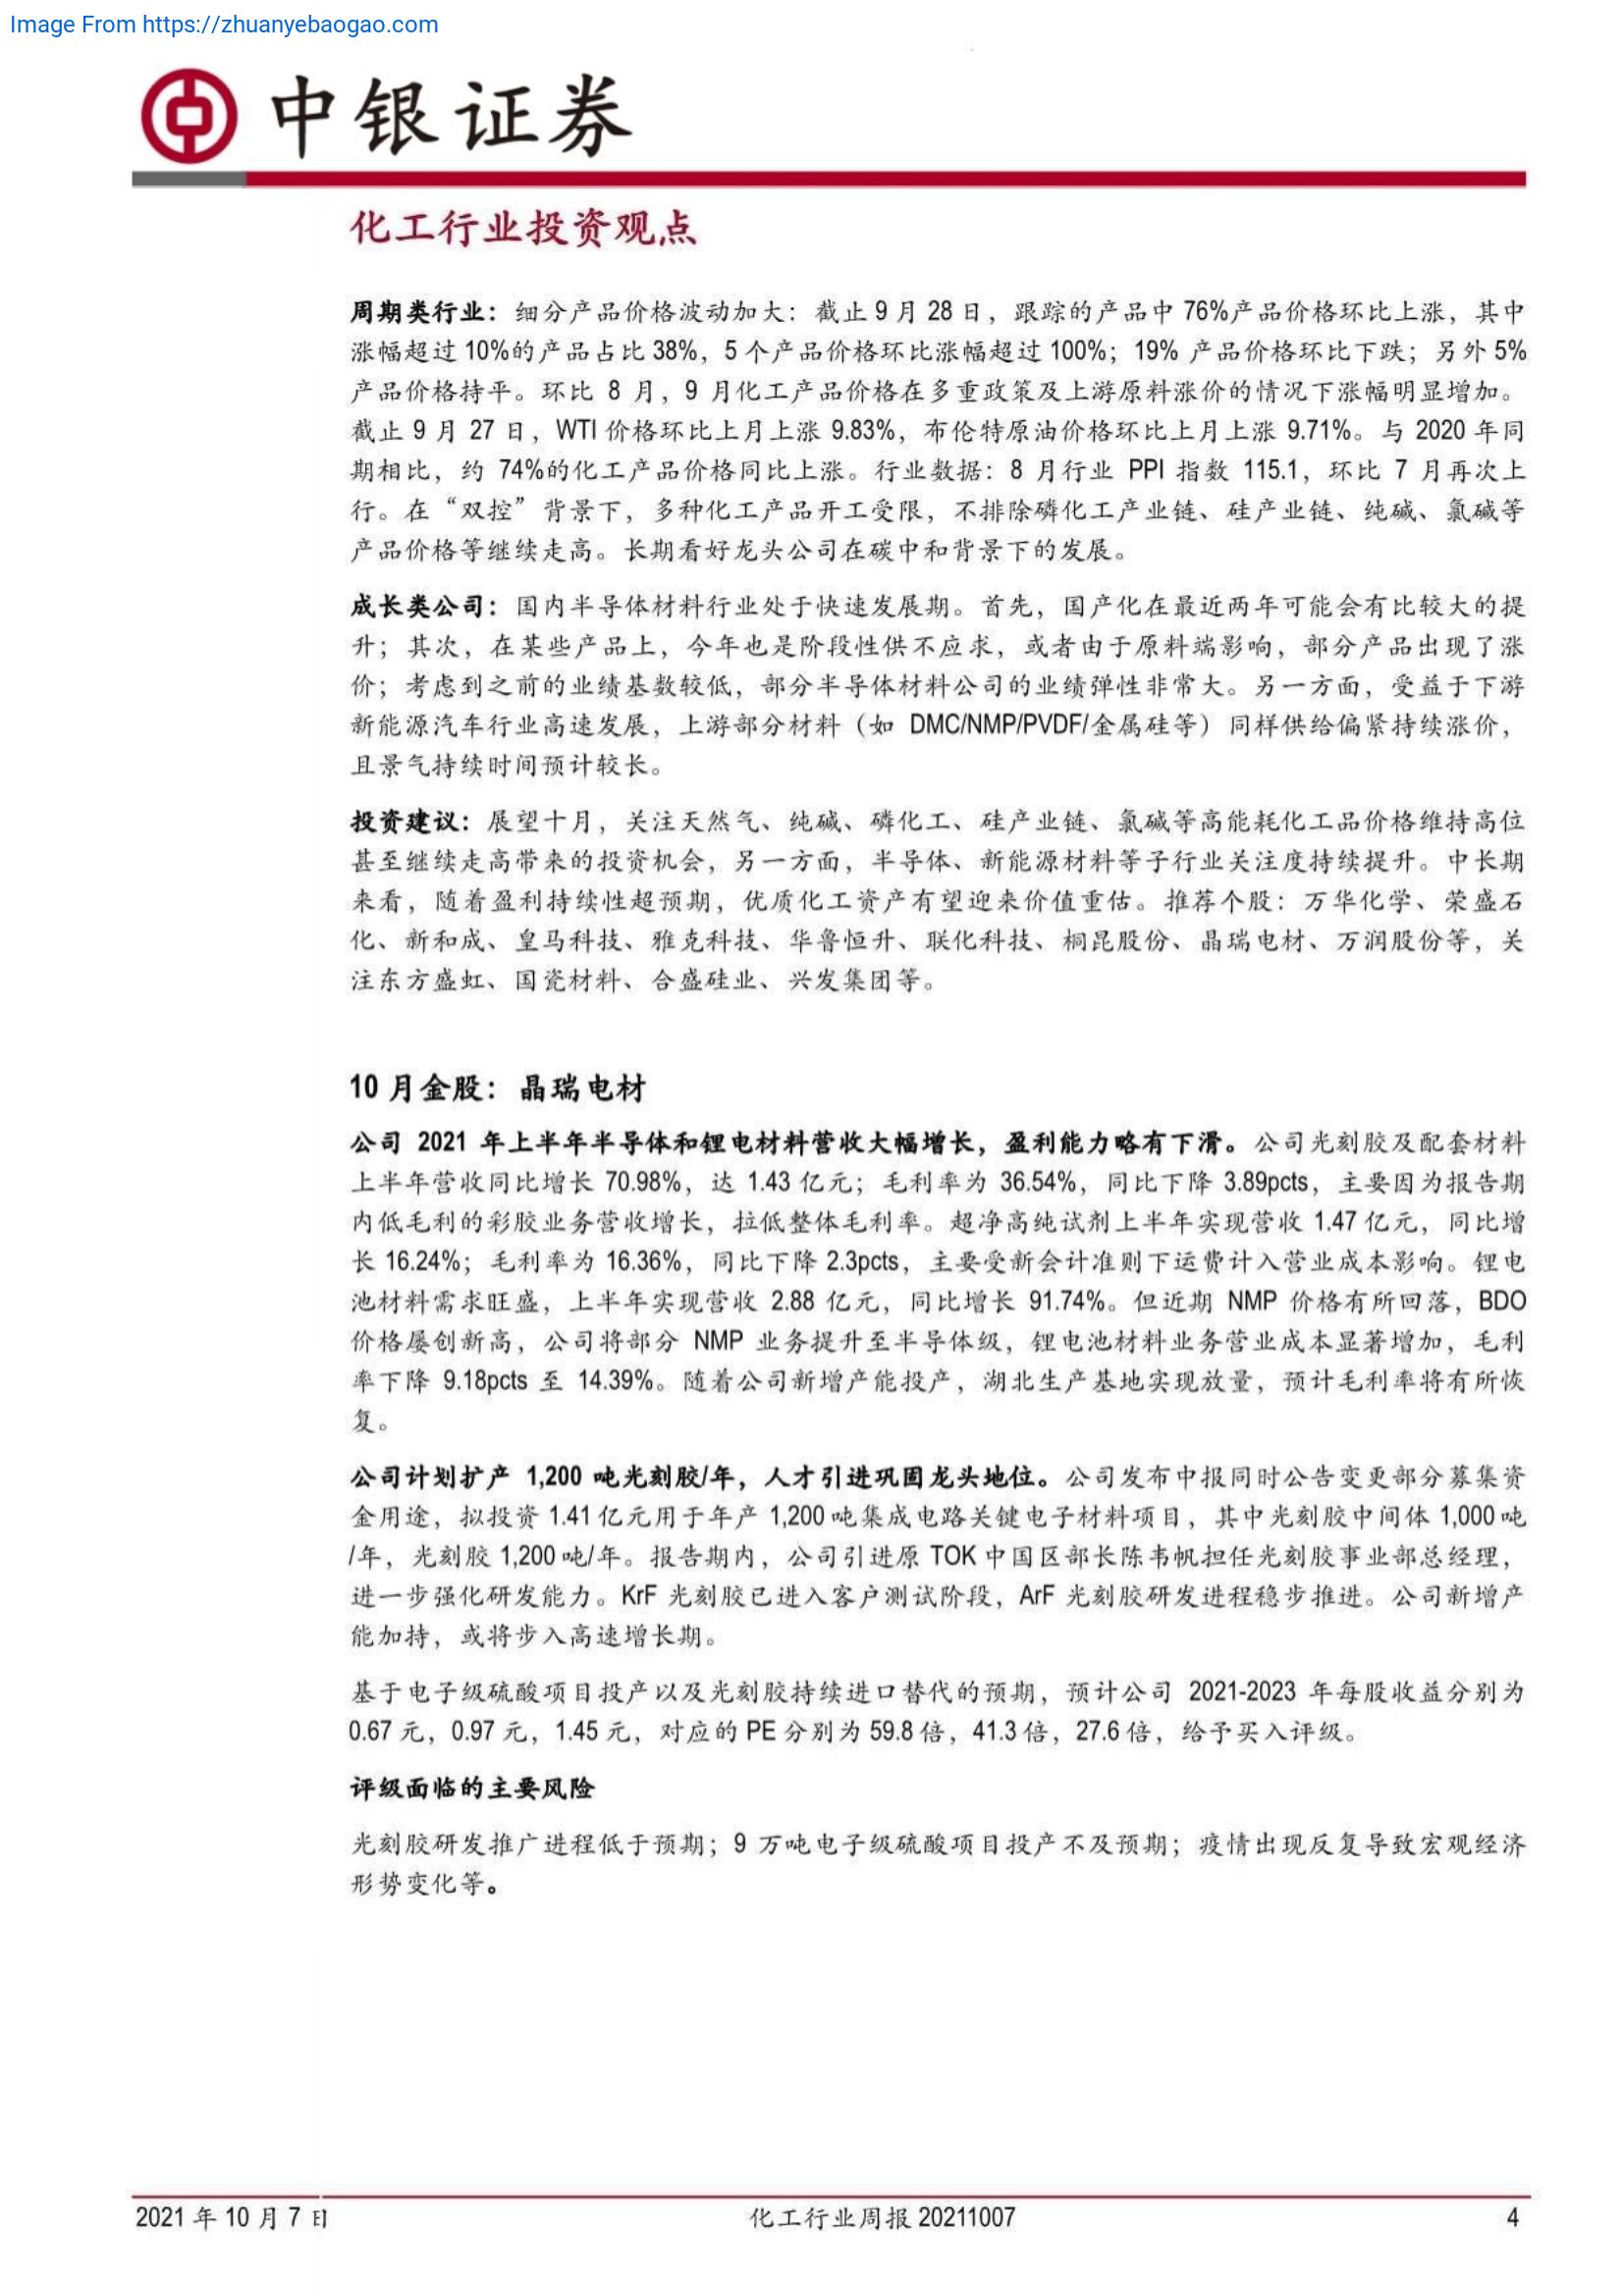 Image From https://zhuanyebaogao.com
中银证券
化工行业投资观点
周期类行业：细分产品价格波动加大：截止 9 月 28 日，跟踪的产品中 76%产品价格环比上涨，其中
涨幅超过 10%的产品占比 38%，5 个产品价格环比涨幅超过 100%；19% 产品价格环比下跌；另外 5%
产品价格持平。环比 8 月，9 月化工产品价格在多重政策及上游原料涨价的情况下涨幅明显增加。
截止 9 月 27 日，WTI 价格环比上月上涨 9.83%，布伦特原油价格环比上月上涨 9.71%。与 2020 年同
期相比，约 74%的化工产品价格同比上涨。行业数据：8 月行业 PPI 指数 115.1，环比 7 月再次上
行。在“双控”背景下，多种化工产品开工受限，不排除磷化工产业链、硅产业链、纯碱、氯碱等
产品价格等继续走高。长期看好龙头公司在碳中和背景下的发展。
成长类公司：国内半导体材料行业处于快速发展期。首先，国产化在最近两年可能会有比较大的提
升；其次，在某些产品上，今年也是阶段性供不应求，或者由于原料端影响，部分产品出现了涨
价；考虑到之前的业绩基数较低，部分半导体材料公司的业绩弹性非常大。另一方面，受益于下游
新能源汽车行业高速发展，上游部分材料（如 DMC/NMP/PVDF/金属硅等）同样供给偏紧持续涨价，
且景气持续时间预计较长。
投资建议：展望十月，关注天然气、纯碱、磷化工、硅产业链、氯碱等高能耗化工品价格维持高位
甚至继续走高带来的投资机会，另一方面，半导体、新能源材料等子行业关注度持续提升。中长期
来看，随着盈利持续性超预期，优质化工资产有望迎来价值重估。推荐个股：万华化学、荣盛石
化、新和成、皇马科技、雅克科技、华鲁恒升、联化科技、桐昆股份、晶瑞电材、万润股份等，关
注东方盛虹、国瓷材料、合盛硅业、兴发集团等。
10 月金股：晶瑞电材
公司 2021 年上半年半导体和锂电材料营收大幅增长，盈利能力略有下滑。公司光刻胶及配套材料
上半年营收同比增长 70.98%，达 1.43 亿元；毛利率为 36.54%，同比下降 3.89pcts，主要因为报告期
内低毛利的彩胶业务营收增长，拉低整体毛利率。超净高纯试剂上半年实现营收 1.47 亿元，同比增
长 16.24%；毛利率为 16.36%，同比下降 2.3pcts，主要受新会计准则下运费计入营业成本影响。锂电
池材料需求旺盛，上半年实现营收 2.88 亿元，同比增长 91.74%。但近期 NMP 价格有所回落，BDO
价格屡创新高，公司将部分 NMP 业务提升至半导体级，锂电池材料业务营业成本显著增加，毛利
率下降 9.18pcts 至 14.39%。随着公司新增产能投产，湖北生产基地实现放量，预计毛利率将有所恢
复。
公司计划扩产 1,200 吨光刻胶/年，人才引进巩固龙头地位。公司发布中报同时公告变更部分募集资
金用途，拟投资 1.41 亿元用于年产 1,200 吨集成电路关键电子材料项目，其中光刻胶中间体 1,000 吨
/年，光刻胶 1,200 吨/年。报告期内，公司引进原 TOK 中国区部长陈韦帆担任光刻胶事业部总经理，
进一步强化研发能力。KrF 光刻胶已进入客户测试阶段，ArF 光刻胶研发进程稳步推进。公司新增产
能加持，或将步入高速增长期。
基于电子级硫酸项目投产以及光刻胶持续进口替代的预期，预计公司 2021-2023 年每股收益分别为
0.67 元，0.97 元，1.45 元，对应的 PE 分别为 59.8 倍，41.3 倍，27.6 倍，给予买入评级。
评级面临的主要风险
光刻胶研发推广进程低于预期；9 万吨电子级硫酸项目投产不及预期；疫情出现反复导致宏观经济
形势变化等。
2021 年 10 月 7 日
化工行业周报 20211007
4